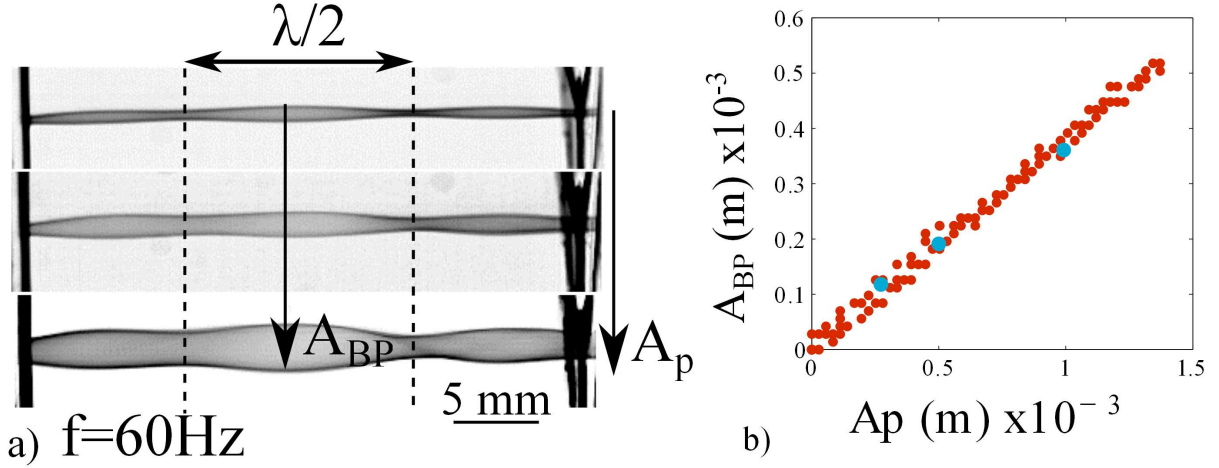 λ/2
A_BP
A_p
5 mm
a) f=60Hz
0.6
0.5
0.4
0.3
0.2
0.1
0
A_BP (m) x10^-3
0 0.5 1 1.5
Ap (m) x10^-3
b)